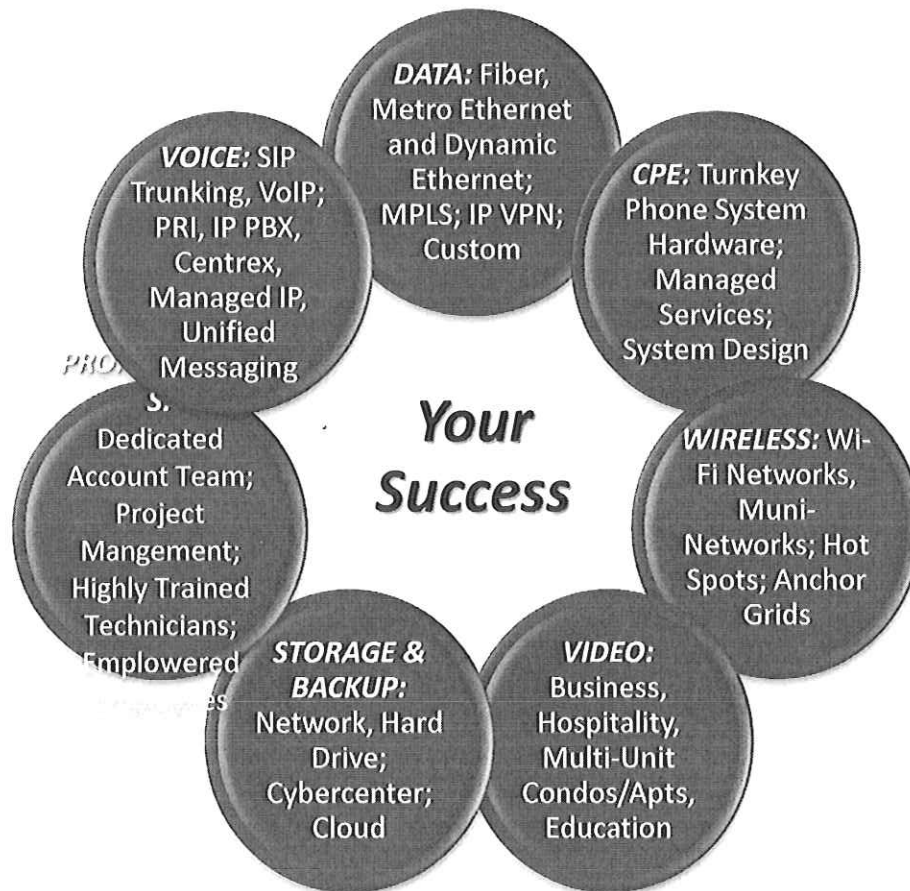 DATA: Fiber,
Metro Ethernet
and Dynamic
Ethernet;
MPLS; IP VPN;
Custom
CPE: Turnkey
Phone System
Hardware;
Managed
Services;
System Design
WIRELESS: Wi-
Fi Networks,
Muni-
Networks; Hot
Spots; Anchor
Grids
VIDEO:
Business,
Hospitality,
Multi-Unit
Condos/Apts,
Education
STORAGE &
BACKUP:
Network, Hard
Drive;
Cybercenter;
Cloud
S:
Dedicated
Account Team;
Project
Mangement;
Highly Trained
Technicians;
Emplowered
VOICE: SIP
Trunking, VoIP;
PRI, IP PBX,
Centrex,
Managed IP,
Unified
Messaging
Your
Success